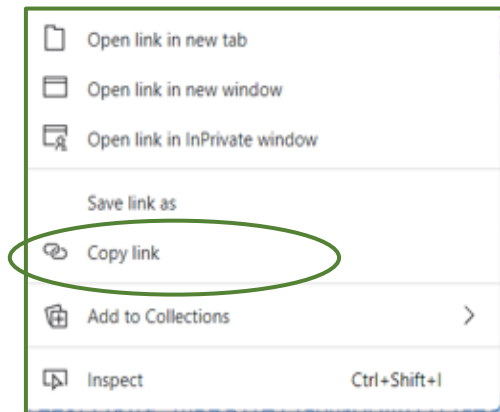 Open link in new tab
Open link in new window
Open link in InPrivate window
Save link as
Copy link
Add to Collections
Inspect Ctrl+Shift+I